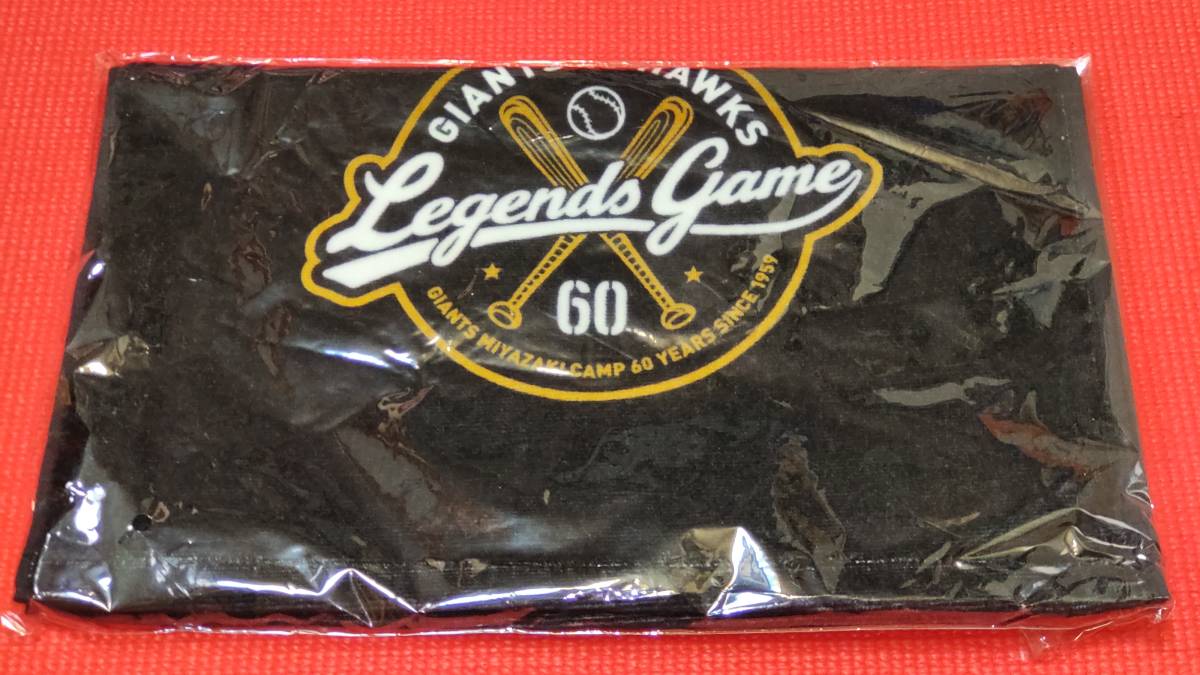 GIANTS HAWKS
Legends Game
60
GIANTS MIYAZAKI CAMP 60 YEARS SINCE 1959